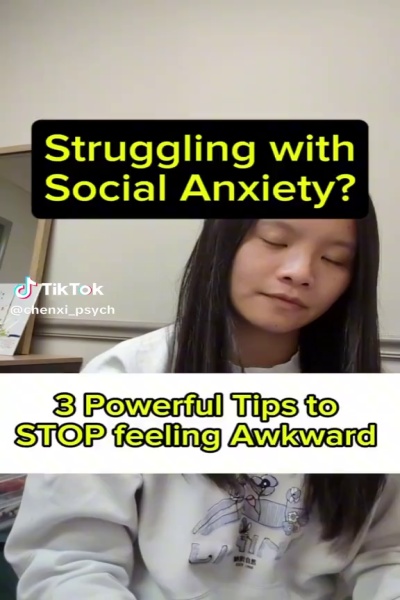 Struggling with
Social Anxiety?
TikTok
@chenxi_psych
3 Powerful Tips to
STOP feeling Awkward